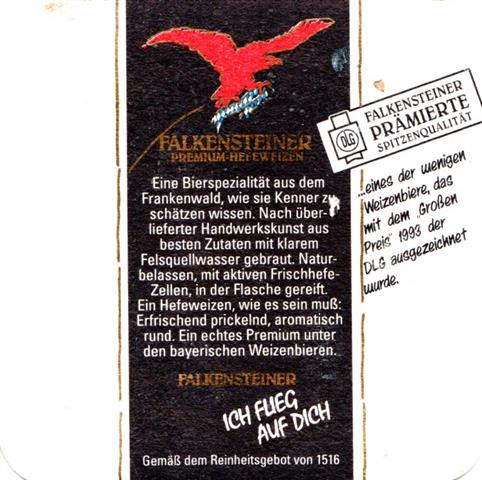 FALKENSTEINER
PREMIUM-HEFEWEIZEN
Eine Bierspezialität aus dem
Frankenwald, wie sie Kenner zu
schätzen wissen. Nach über-
lieferter Handwerkskunst aus
besten Zutaten mit klarem
Felsquellwasser gebraut. Natur-
belassen, mit aktiven Frischhefe-
Zellen, in der Flasche gereift.
Ein Hefeweizen, wie es sein muß:
Erfrischend prickelnd, aromatisch
rund. Ein echtes Premium unter
den bayerischen Weizenbieren.
FALKENSTEINER
ICH FLIEG
AUF DICH
Gemäß dem Reinheitsgebot von 1516
DLG
FALKENSTEINER
PRÄMIERTE
SPITZENQUALITÄT
...eines der wenigen
Weizenbiere, das
mit dem „Großen
Preis" 1993 der
DLG ausgezeichnet
wurde.